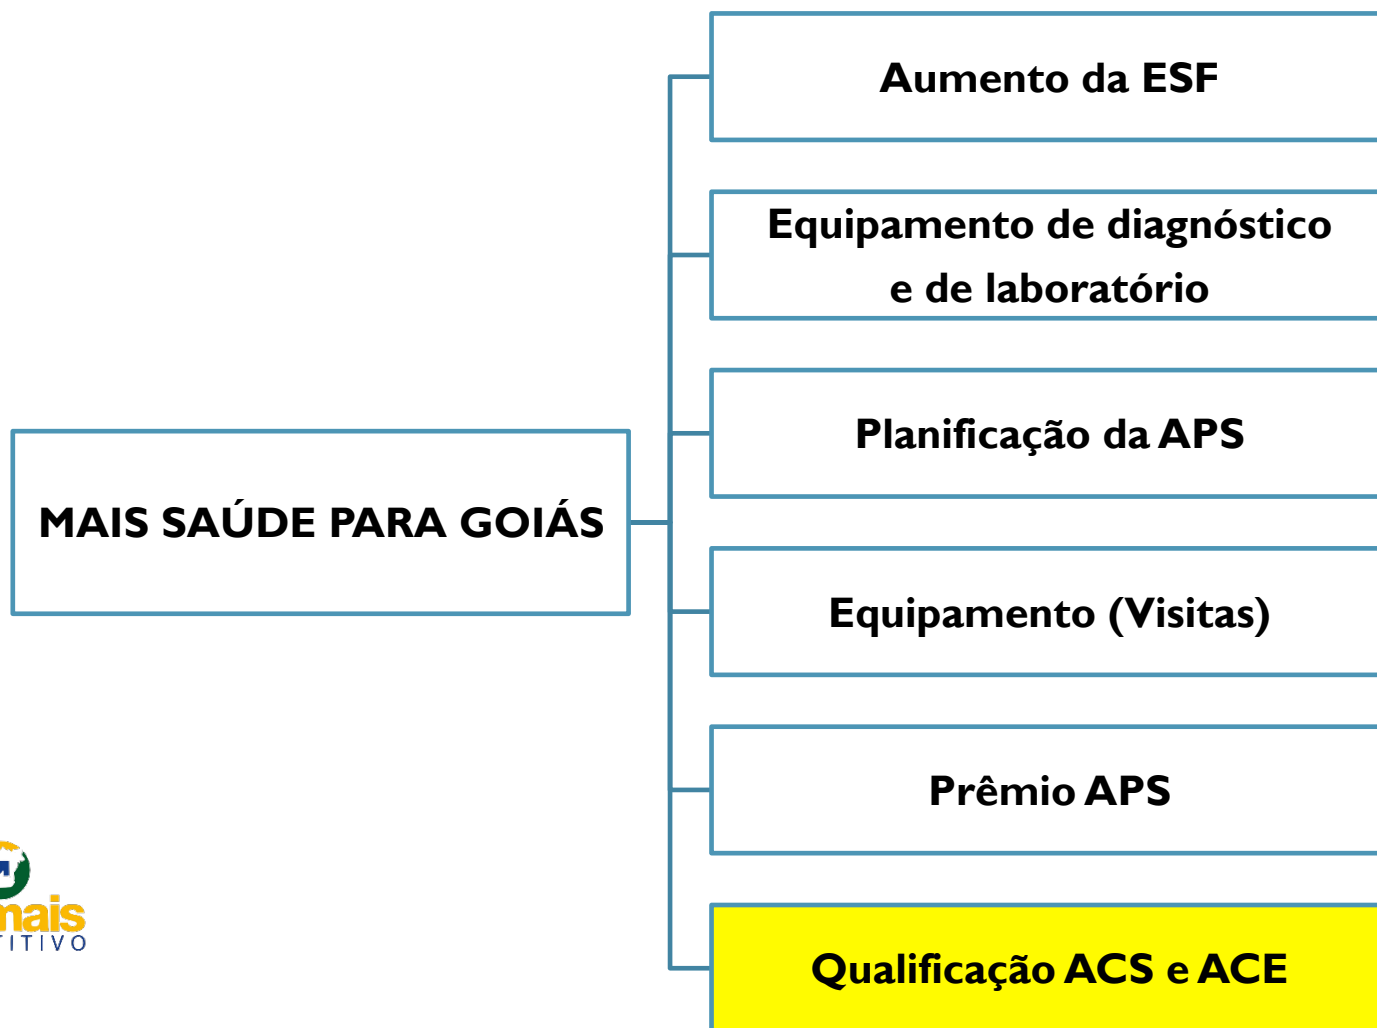 Aumento da ESF
Equipamento de diagnóstico
e de laboratório
Planificação da APS
MAIS SAÚDE PARA GOIÁS
Equipamento (Visitas)
Prêmio APS
mais
Qualificação ACS e ACE